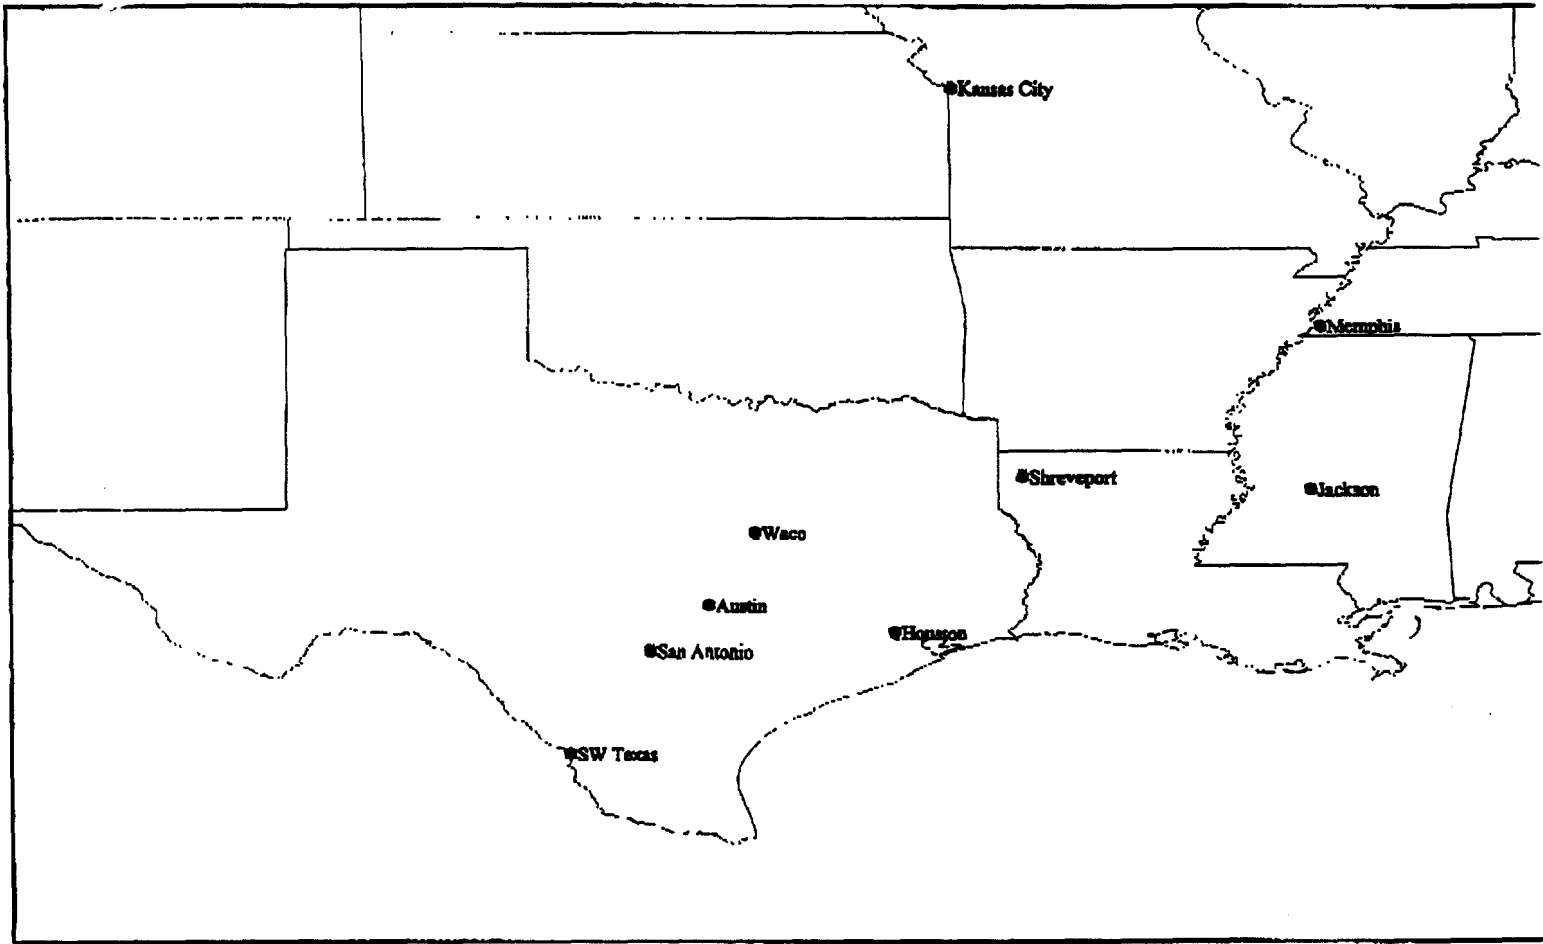 Kansas City
Memphis
Shreveport
Jackson
Waco
Austin
Houston
San Antonio
SW Texas